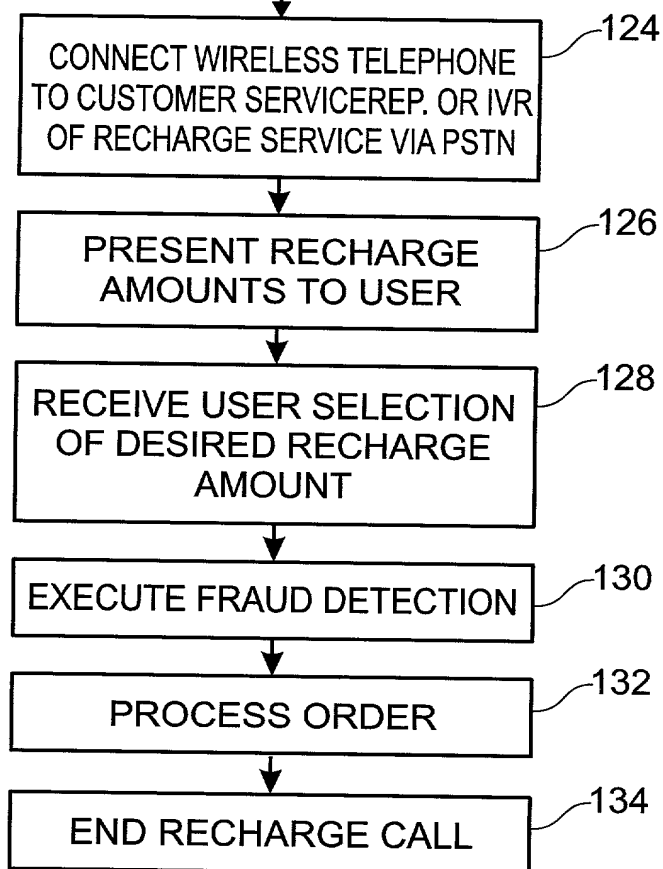 124
CONNECT WIRELESS TELEPHONE
TO CUSTOMER SERVICEREP. OR IVR
OF RECHARGE SERVICE VIA PSTN
126
PRESENT RECHARGE
AMOUNTS TO USER
128
RECEIVE USER SELECTION
OF DESIRED RECHARGE
AMOUNT
130
EXECUTE FRAUD DETECTION
132
PROCESS ORDER
134
END RECHARGE CALL